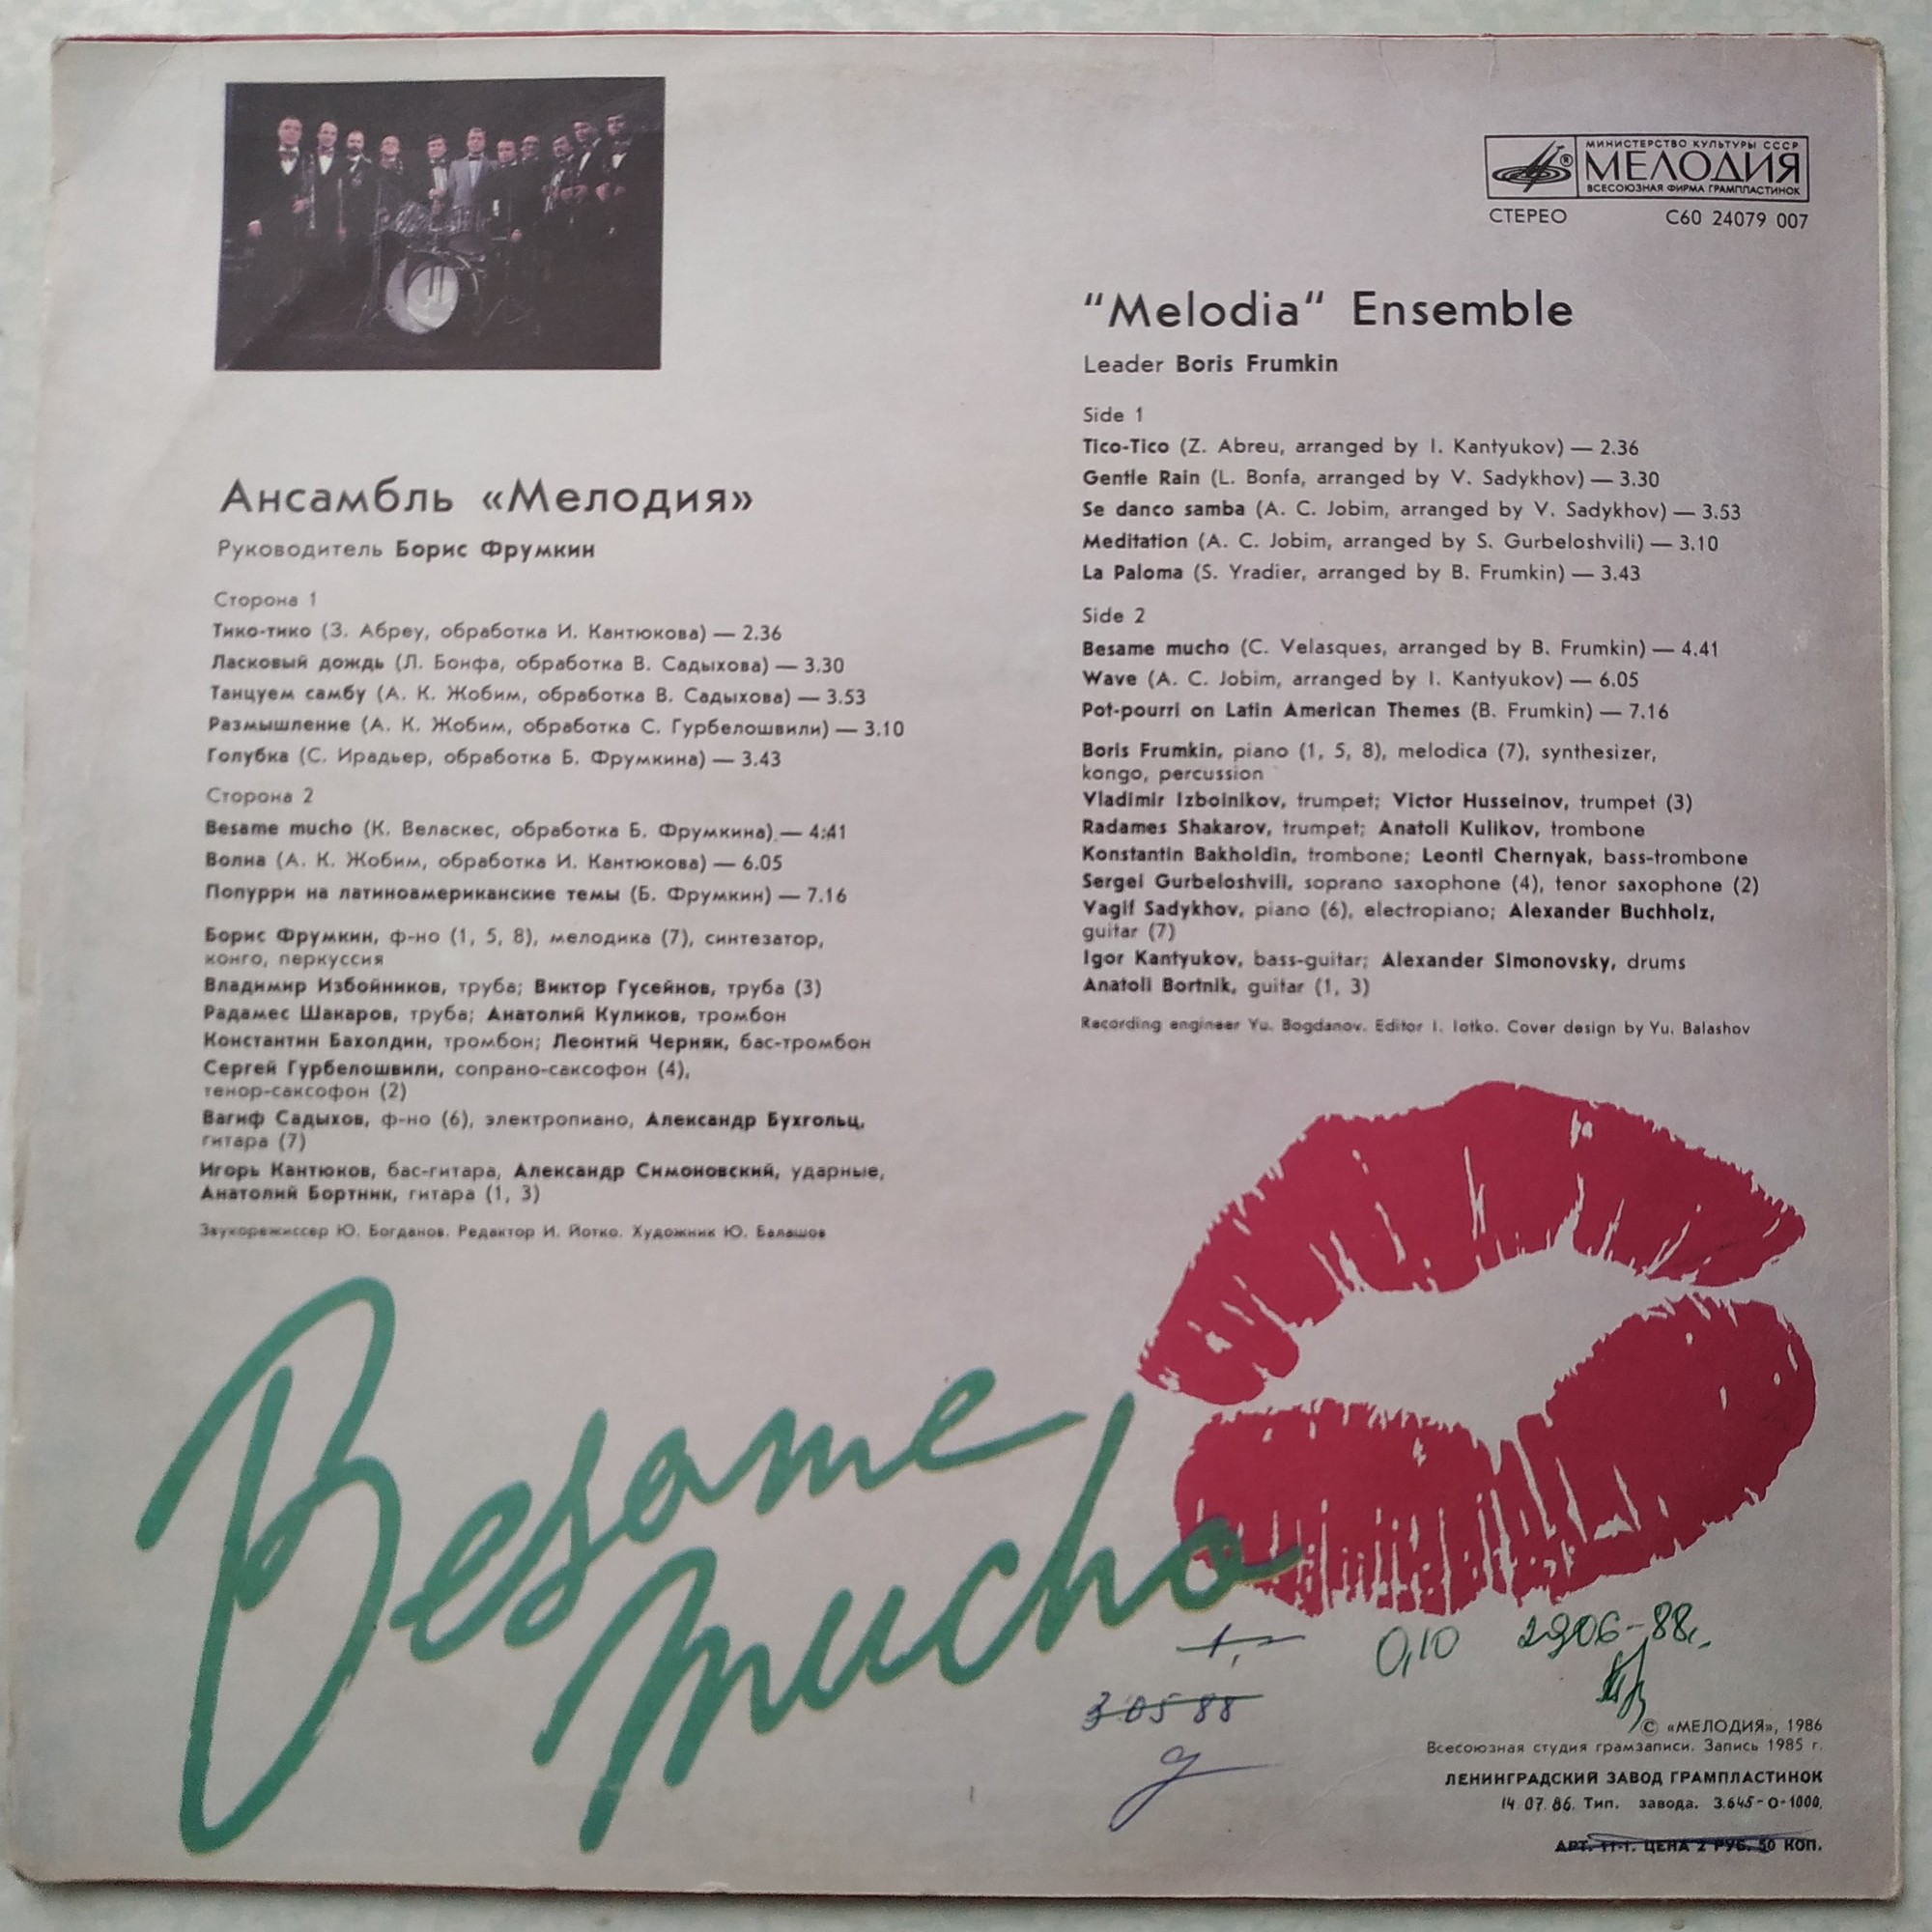 МИНИСТЕРСТВО КУЛЬТУРЫ СССР
МЕЛОДИЯ
ВСЕСОЮЗНАЯ ФИРМА ГРАМПЛАСТИНОК
СТЕРЕО С60 24079 007
Ансамбль «Мелодия»
Руководитель Борис Фрумкин
Сторона 1
Тико-тико (З. Абреу, обработка И. Кантюкова) — 2.36
Ласковый дождь (Л. Бонфа, обработка В. Садыхова) — 3.30
Танцуем самбу (А. К. Жобим, обработка В. Садыхова) — 3.53
Размышление (А. К. Жобим, обработка С. Гурбелошвили) — 3.10
Голубка (С. Ирадьер, обработка Б. Фрумкина) — 3.43
Сторона 2
Besame mucho (К. Веласкес, обработка Б. Фрумкина) — 4:41
Волна (А. К. Жобим, обработка И. Кантюкова) — 6.05
Попурри на латиноамериканские темы (Б. Фрумкин) — 7.16
Борис Фрумкин, ф-но (1, 5, 8), мелодика (7), синтезатор,
конго, перкуссия
Владимир Избойников, труба; Виктор Гусейнов, труба (3)
Радамес Шакаров, труба; Анатолий Куликов, тромбон
Константин Бахолдин, тромбон; Леонтий Черняк, бас-тромбон
Сергей Гурбелошвили, сопрано-саксофон (4),
тенор-саксофон (2)
Вагиф Садыхов, ф-но (6), электропиано, Александр Бухгольц,
гитара (7)
Игорь Кантюков, бас-гитара, Александр Симоновский, ударные,
Анатолий Бортник, гитара (1, 3)
Звукорежиссер Ю. Богданов. Редактор И. Йотко. Художник Ю. Балашов
"Melodia" Ensemble
Leader Boris Frumkin
Side 1
Tico-Tico (Z. Abreu, arranged by I. Kantyukov) — 2.36
Gentle Rain (L. Bonfa, arranged by V. Sadykhov) — 3.30
Se danco samba (A. C. Jobim, arranged by V. Sadykhov) — 3.53
Meditation (A. C. Jobim, arranged by S. Gurbeloshvili) — 3.10
La Paloma (S. Yradier, arranged by B. Frumkin) — 3.43
Side 2
Besame mucho (C. Velasques, arranged by B. Frumkin) — 4.41
Wave (A. C. Jobim, arranged by I. Kantyukov) — 6.05
Pot-pourri on Latin American Themes (B. Frumkin) — 7.16
Boris Frumkin, piano (1, 5, 8), melodica (7), synthesizer,
kongo, percussion
Vladimir Izboinikov, trumpet; Victor Husseinov, trumpet (3)
Radames Shakarov, trumpet; Anatoli Kulikov, trombone
Konstantin Bakholdin, trombone; Leonti Chernyak, bass-trombone
Sergei Gurbeloshvili, soprano saxophone (4), tenor saxophone (2)
Vagif Sadykhov, piano (6), electropiano; Alexander Buchholz,
guitar (7)
Igor Kantyukov, bass-guitar; Alexander Simonovsky, drums
Anatoli Bortnik, guitar (1, 3)
Recording engineer Yu. Bogdanov. Editor I. Iotko. Cover design by Yu. Balashov
Besame
mucho
1,-
0,10 2906-88г.
3 05 88
© «МЕЛОДИЯ», 1986
Всесоюзная студия грамзаписи. Запись 1985 г.
ЛЕНИНГРАДСКИЙ ЗАВОД ГРАМПЛАСТИНОК
14.07.86. Тип. завода. З.645-О-1000.
АРТ. 11-1. ЦЕНА 2 РУБ. 50 КОП.